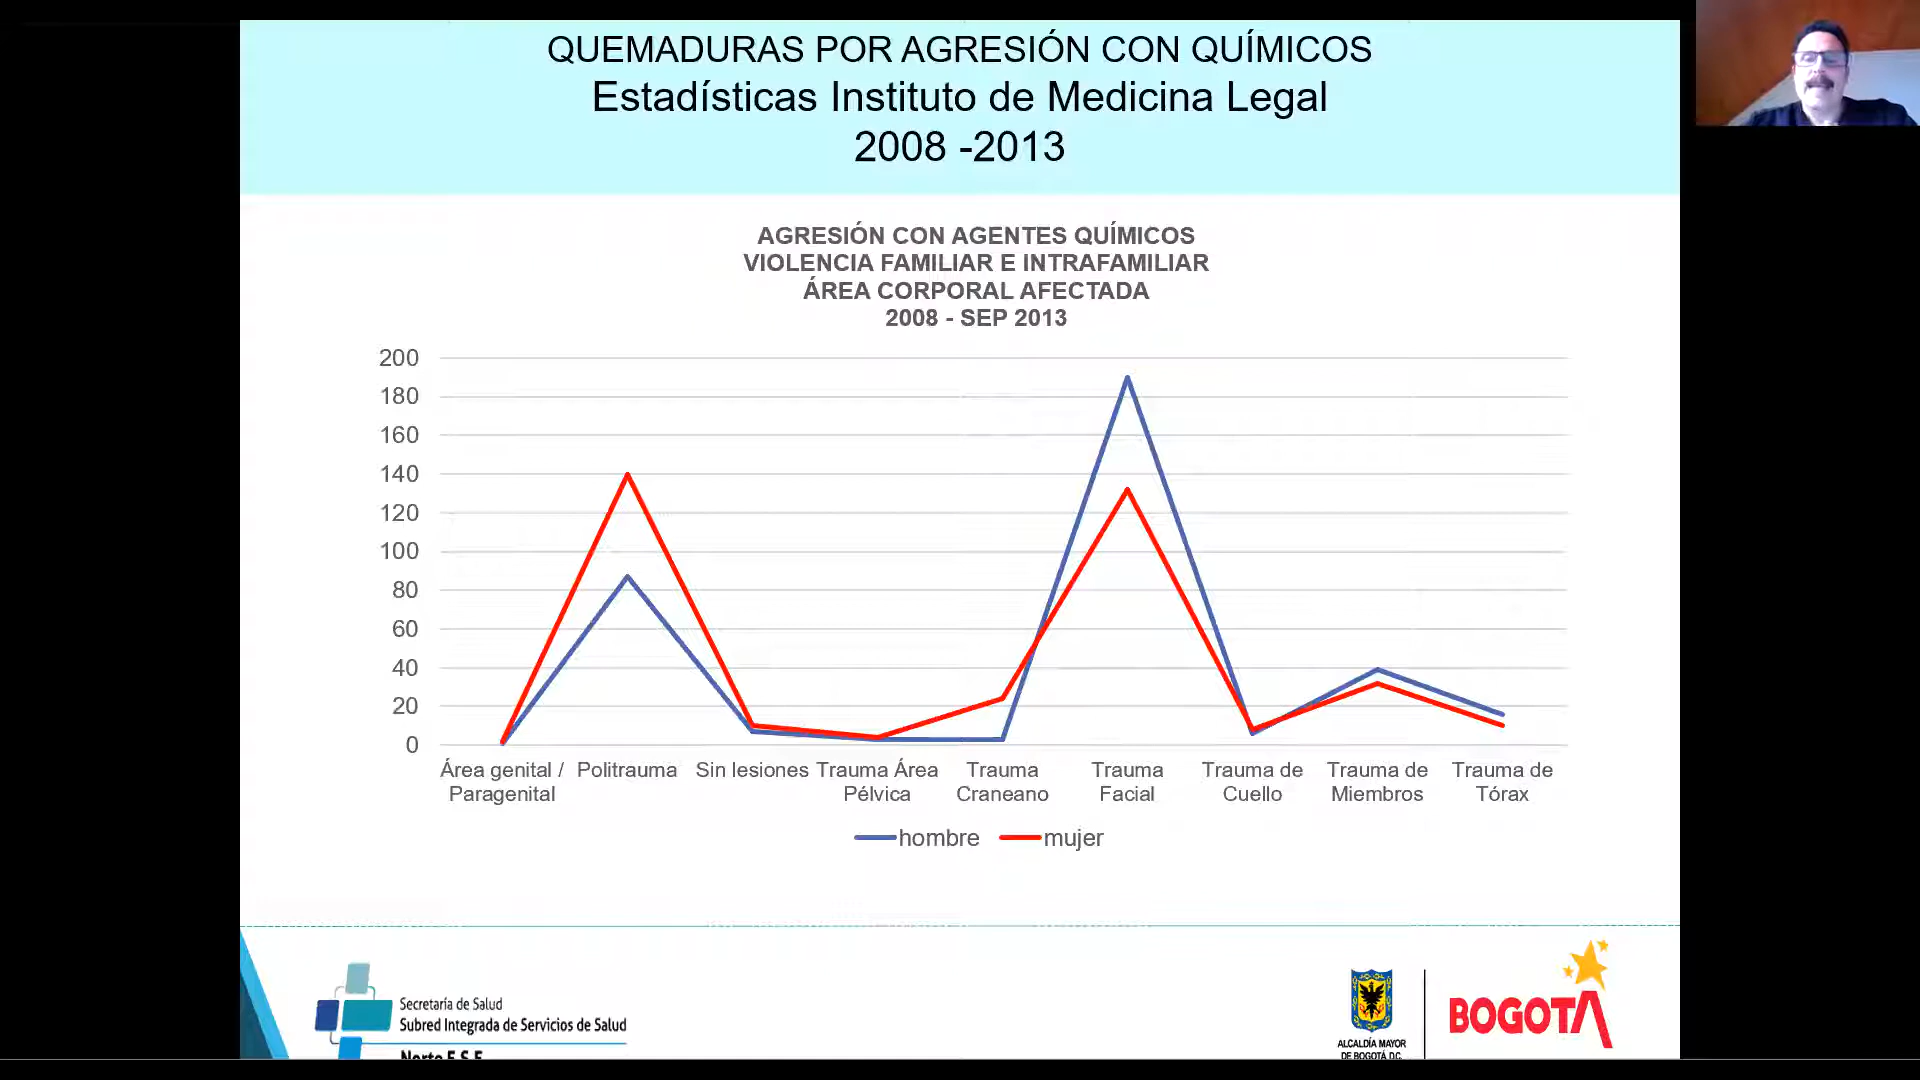 QUEMADURAS POR AGRESIÓN CON QUÍMICOS
Estadísticas Instituto de Medicina Legal
2008 -2013
AGRESIÓN CON AGENTES QUÍMICOS
VIOLENCIA FAMILIAR E INTRAFAMILIAR
ÁREA CORPORAL AFECTADA
2008 - SEP 2013
200
180
160
140
120
100
80
60
40
20
0
Área genital / Paragenital
Politrauma
Sin lesiones
Trauma Área Pélvica
Trauma Craneano
Trauma Facial
Trauma de Cuello
Trauma de Miembros
Trauma de Tórax
hombre mujer
Secretaría de Salud
Subred Integrada de Servicios de Salud
Norte E.S.E.
ALCALDÍA MAYOR
DE BOGOTÁ D.C.
BOGOTÁ